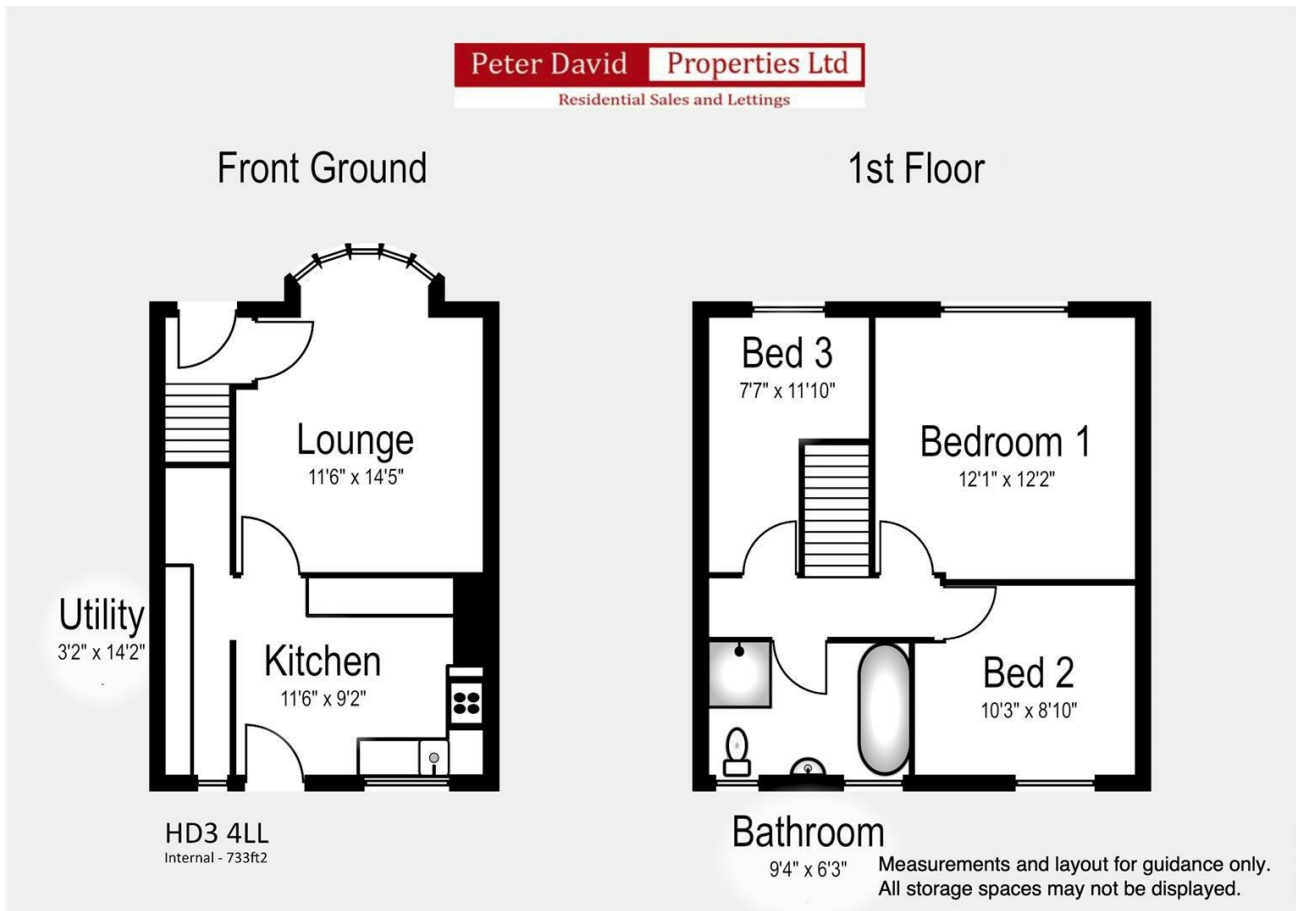 Peter David Properties Ltd
Residential Sales and Lettings
Front Ground
1st Floor
Lounge
11'6" x 14'5"
Utility
3'2" x 14'2"
Kitchen
11'6" x 9'2"
HD3 4LL
Internal - 733ft2
Bed 3
7'7" x 11'10"
Bedroom 1
12'1" x 12'2"
Bed 2
10'3" x 8'10"
Bathroom
9'4" x 6'3"
Measurements and layout for guidance only.
All storage spaces may not be displayed.